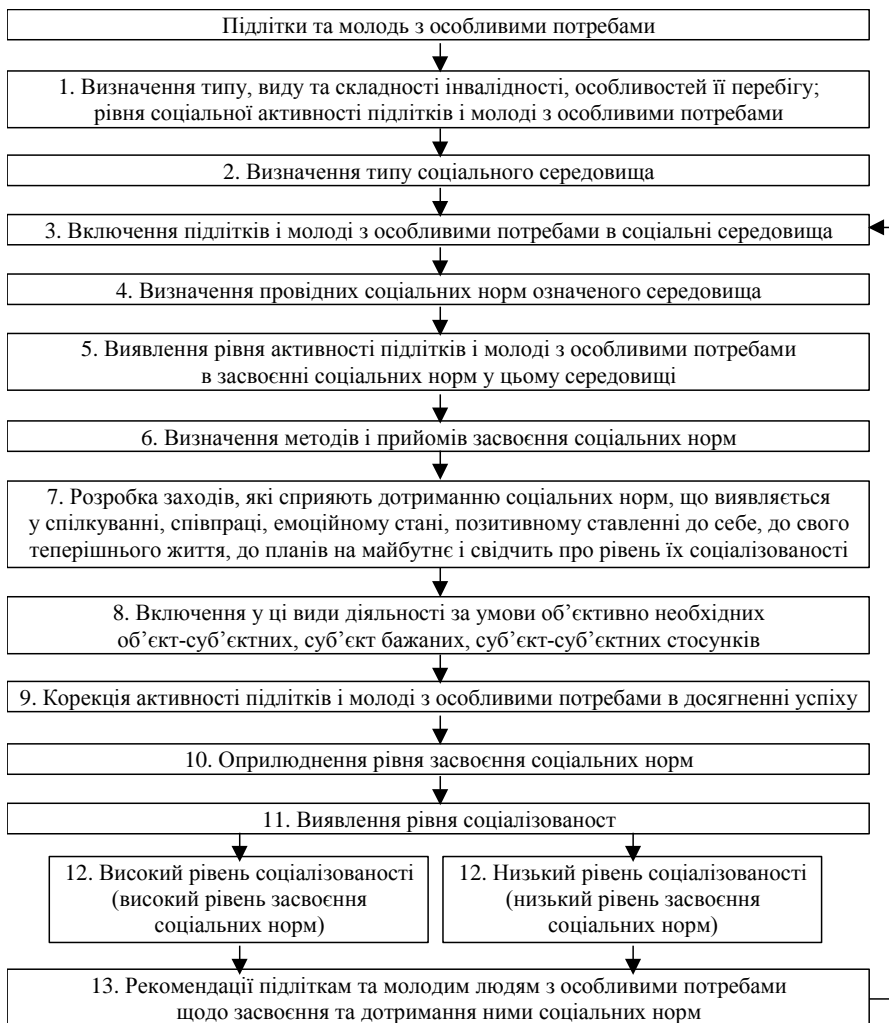 Підлітки та молодь з особливими потребами
1. Визначення типу, виду та складності інвалідності, особливостей її перебігу;
рівня соціальної активності підлітків і молоді з особливими потребами
2. Визначення типу соціального середовища
3. Включення підлітків і молоді з особливими потребами в соціальні середовища
4. Визначення провідних соціальних норм означеного середовища
5. Виявлення рівня активності підлітків і молоді з особливими потребами
в засвоєнні соціальних норм у цьому середовищі
6. Визначення методів і прийомів засвоєння соціальних норм
7. Розробка заходів, які сприяють дотриманню соціальних норм, що виявляється
у спілкуванні, співпраці, емоційному стані, позитивному ставленні до себе, до свого
теперішнього життя, до планів на майбутнє і свідчить про рівень їх соціалізованості
8. Включення у ці види діяльності за умови об’єктивно необхідних
об’єкт-суб’єктних, суб’єкт бажаних, суб’єкт-суб’єктних стосунків
9. Корекція активності підлітків і молоді з особливими потребами в досягненні успіху
10. Оприлюднення рівня засвоєння соціальних норм
11. Виявлення рівня соціалізованост
12. Високий рівень соціалізованості
(високий рівень засвоєння
соціальних норм)
12. Низький рівень соціалізованості
(низький рівень засвоєння
соціальних норм)
13. Рекомендації підліткам та молодим людям з особливими потребами
щодо засвоєння та дотримання ними соціальних норм